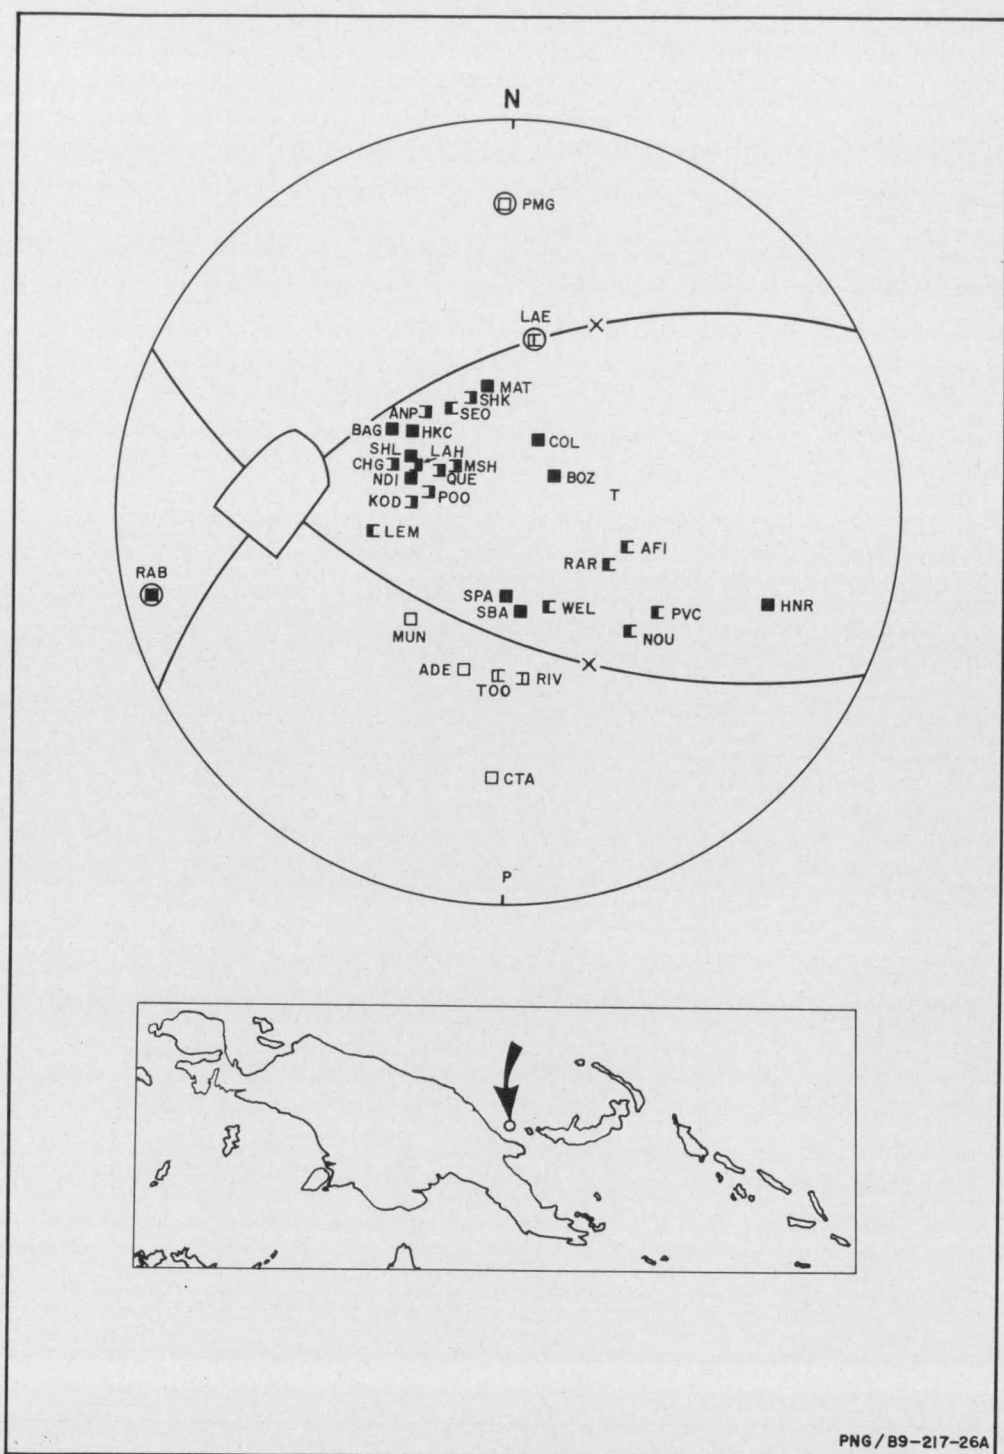 N
PMG
LAE
MAT
SHK
ANP SEO
BAG HKC
COL
SHL LAH
CHG MSH
NDI QUE BOZ
KOD POO T
LEM
AFI
RAR
RAB
SPA WEL HNR
SBA PVC
MUN NOU
ADE RIV
TOO
CTA
P
PNG/B9-217-26A